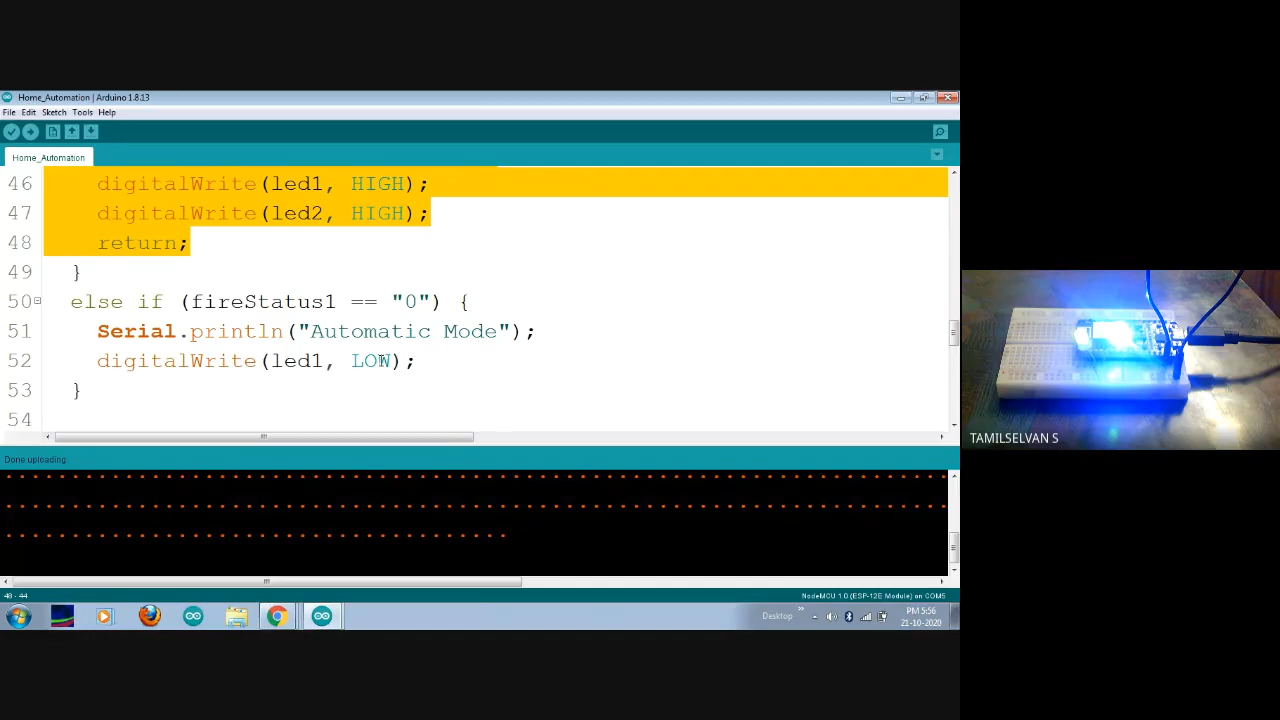 Home_Automation | Arduino 1.8.13
File Edit Sketch Tools Help
Home_Automation
46 digitalWrite(led1, HIGH);
47 digitalWrite(led2, HIGH);
48 return;
49 }
50 else if (fireStatus1 == "0") {
51 Serial.println("Automatic Mode");
52 digitalWrite(led1, LOW);
53 }
54
Done uploading.
48 - 44
NodeMCU 1.0 (ESP-12E Module) on COM5
Desktop
PM 5:56
21-10-2020
TAMILSELVAN S